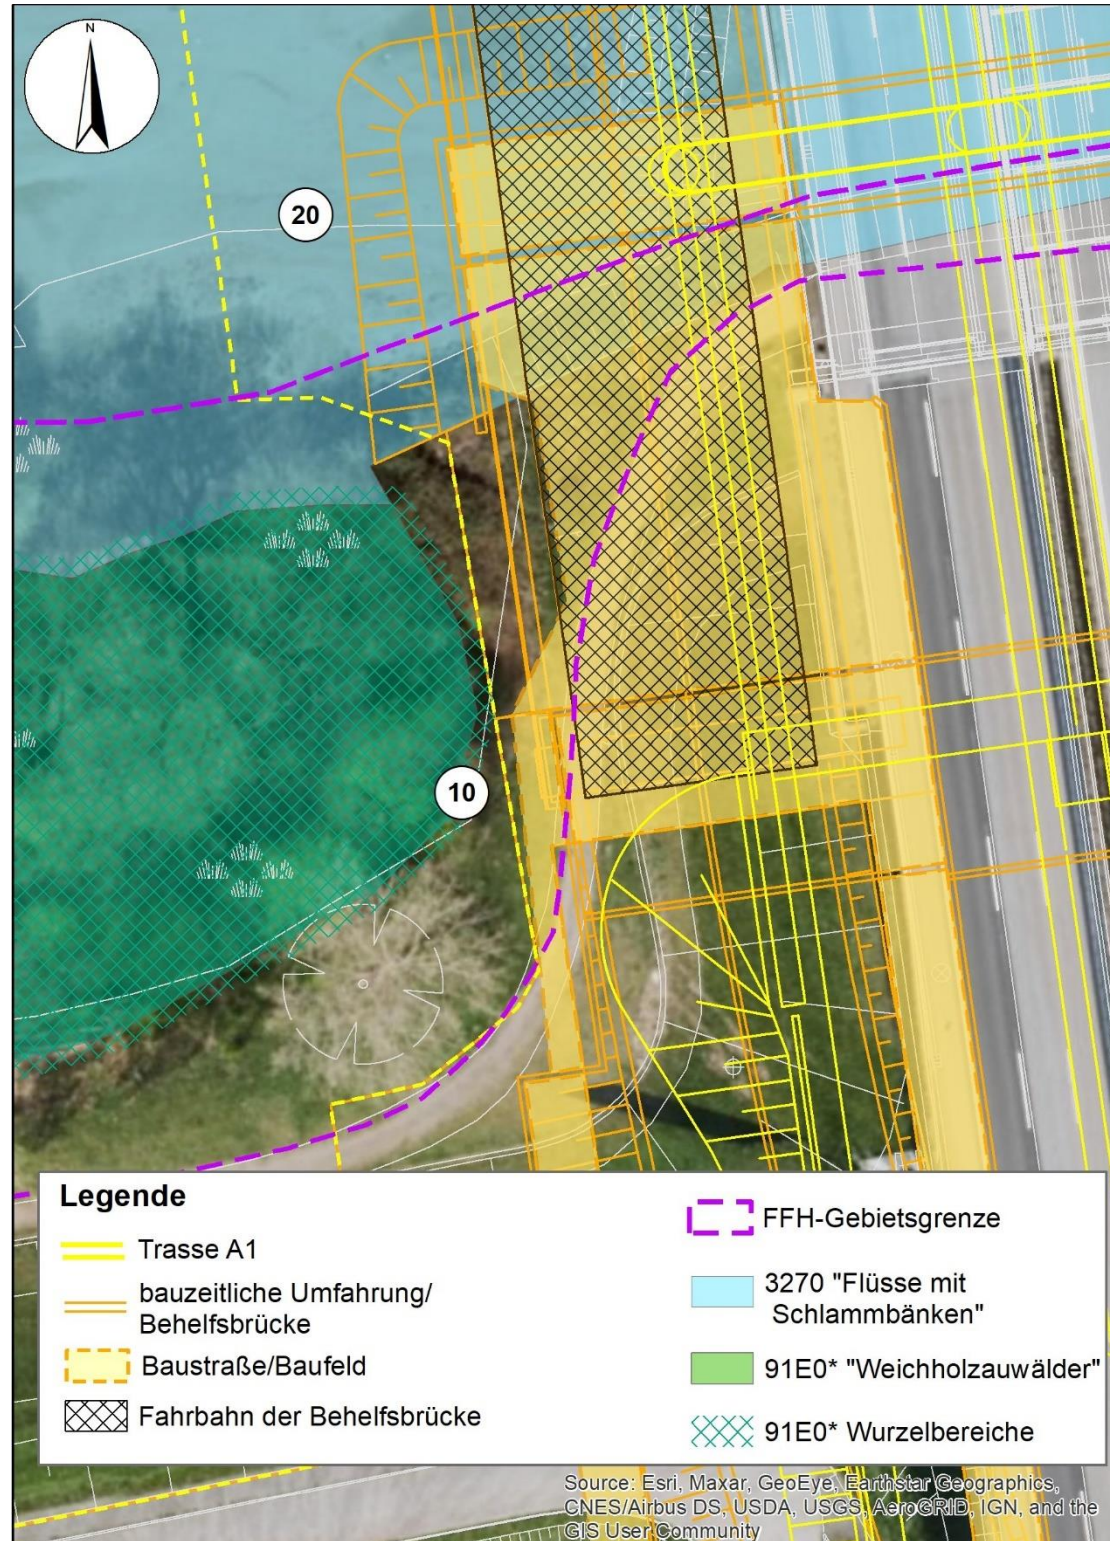 N
20
10
Legende
Trasse A1
bauzeitliche Umfahrung/
Behelfsbrücke
Baustraße/Baufeld
Fahrbahn der Behelfsbrücke
FFH-Gebietsgrenze
3270 "Flüsse mit
Schlammbänken"
91E0* "Weichholzauwälder"
91E0* Wurzelbereiche
Source: Esri, Maxar, GeoEye, Earthstar Geographics,
CNES/Airbus DS, USDA, USGS, AeroGRID, IGN, and the
GIS User Community